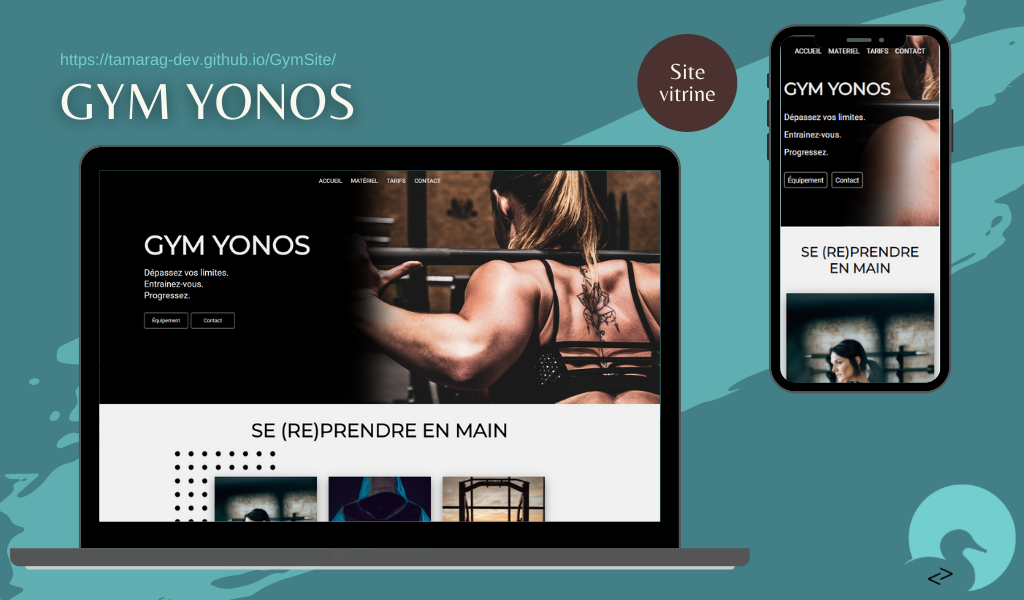 https://tamarag-dev.github.io/GymSite/
GYM YONOS
Site
vitrine
ACCUEIL MATÉRIEL TARIFS CONTACT
GYM YONOS
Dépassez vos limites.
Entrainez-vous.
Progressez.
Équipement Contact
SE (RE)PRENDRE EN MAIN
ACCUEIL MATERIEL TARIFS CONTACT
GYM YONOS
Dépassez vos limites.
Entrainez-vous.
Progressez.
Équipement Contact
SE (RE)PRENDRE
EN MAIN